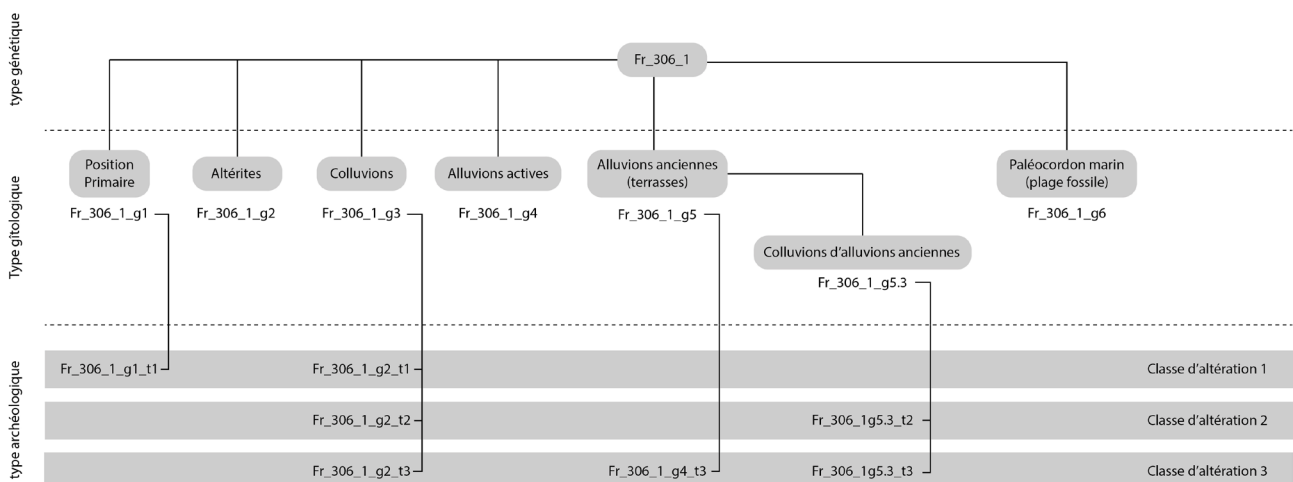 type génétique
Fr_306_1
Type gîtologique
Position
Primaire
Altérites
Colluvions
Alluvions actives
Alluvions anciennes
(terrasses)
Paléocordon marin
(plage fossile)
Fr_306_1_g1
Fr_306_1_g2
Fr_306_1_g3
Fr_306_1_g4
Fr_306_1_g5
Fr_306_1_g6
Colluvions d'alluvions anciennes
Fr_306_1_g5.3
type archéologique
Fr_306_1_g1_t1
Fr_306_1_g2_t1
Classe d'altération 1
Fr_306_1_g2_t2
Fr_306_1g5.3_t2
Classe d'altération 2
Fr_306_1_g2_t3
Fr_306_1_g4_t3
Fr_306_1g5.3_t3
Classe d'altération 3